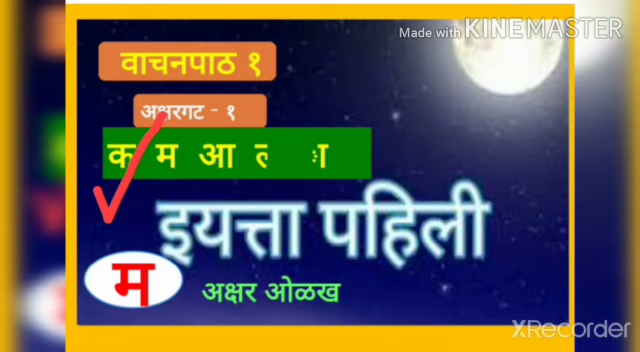 Made with KINEMASTER
वाचनपाठ १
अक्षरगट - १
क म आ ल ा
इयत्ता पहिली
म
अक्षर ओळख
XRecorder